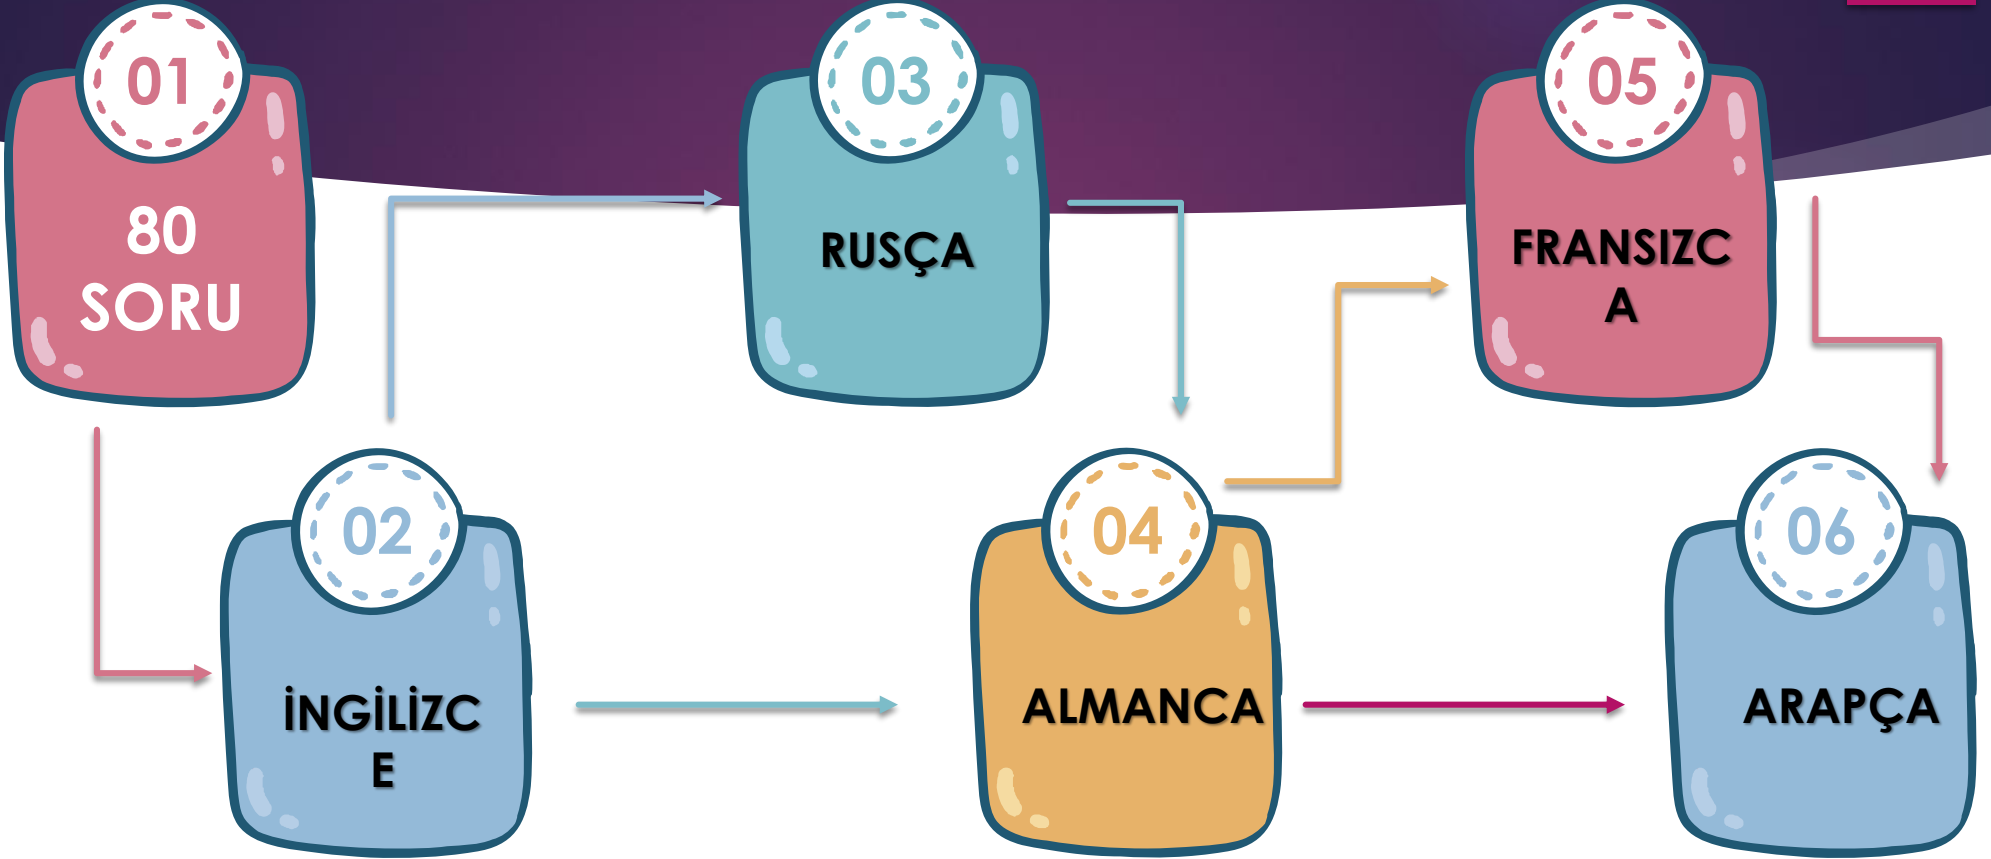 01
80
SORU
02
İNGİLİZC
E
03
RUSÇA
04
ALMANCA
05
FRANSIZC
A
06
ARAPÇA